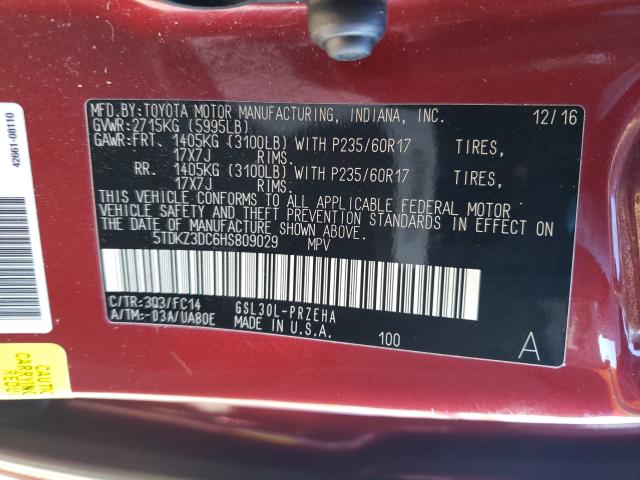 MFD.BY:TOYOTA MOTOR MANUFACTURING, INDIANA, INC. 12/16
GVWR:2715KG (5995LB)
GAWR:FRT. 1405KG (3100LB) WITH P235/60R17 TIRES,
17X7J RIMS.
RR. 1405KG (3100LB) WITH P235/60R17 TIRES,
17X7J RIMS.
THIS VEHICLE CONFORMS TO ALL APPLICABLE FEDERAL MOTOR
VEHICLE SAFETY AND THEFT PREVENTION STANDARDS IN EFFECT ON
THE DATE OF MANUFACTURE SHOWN ABOVE.
5TDKZ3DC6HS809029 MPV
C/TR:3Q3/FC14 GSL30L-PRZEHA
A/TM:-03A/UA80E MADE IN U.S.A. 100 A
42661-08110
CARRYING